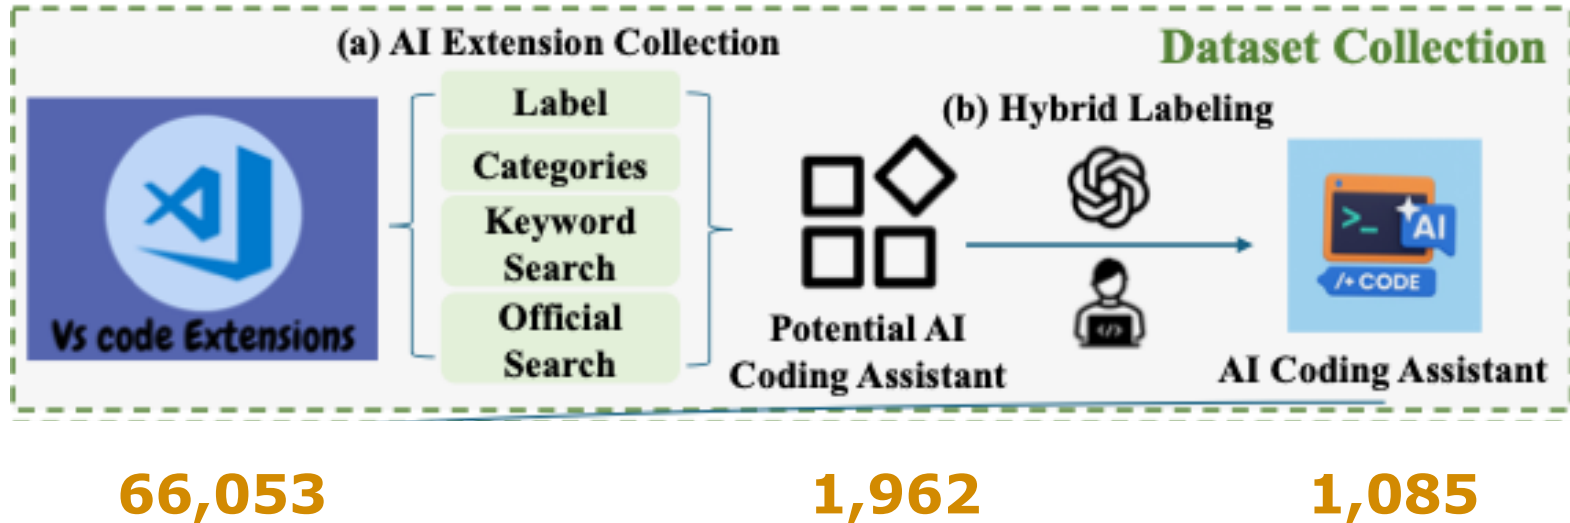 (a) AI Extension Collection
Dataset Collection
Label
Categories
Keyword
Search
Official
Search
Vs code Extensions
(b) Hybrid Labeling
Potential AI
Coding Assistant
</>
>_ AI
/+ CODE
AI Coding Assistant
66,053
1,962
1,085